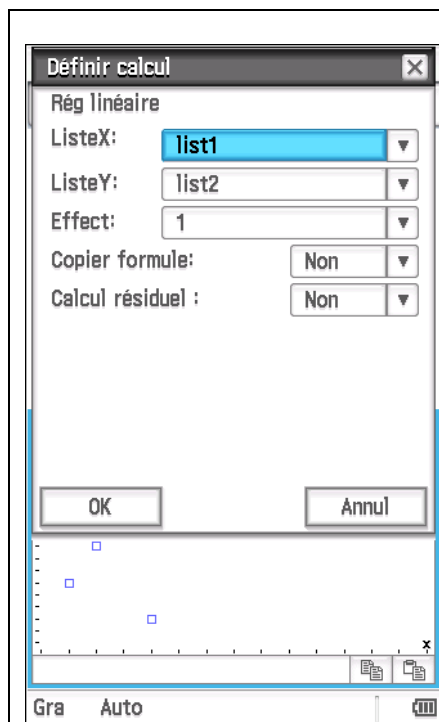 Définir calcul
Rég linéaire
ListeX: list1
ListeY: list2
Effect: 1
Copier formule: Non
Calcul résiduel : Non
OK Annul
x
Gra Auto